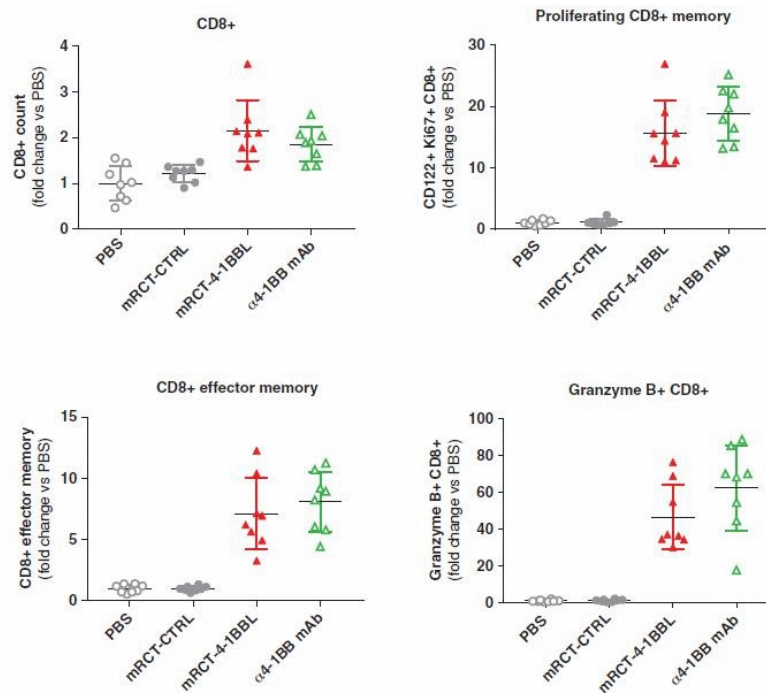 CD8+
CD8+ count
(fold change vs PBS)
4
3
2
1
0
PBS
mRCT-CTRL
mRCT-4-1BBL
α4-1BB mAb
Proliferating CD8+ memory
CD122+ Ki67+ CD8+
(fold change vs PBS)
30
20
10
0
PBS
mRCT-CTRL
mRCT-4-1BBL
α4-1BB mAb
CD8+ effector memory
CD8+ effector memory
(fold change vs PBS)
15
10
5
0
PBS
mRCT-CTRL
mRCT-4-1BBL
α4-1BB mAb
Granzyme B+ CD8+
Granzyme B+ CD8+
(fold change vs PBS)
100
80
60
40
20
0
PBS
mRCT-CTRL
mRCT-4-1BBL
α4-1BB mAb